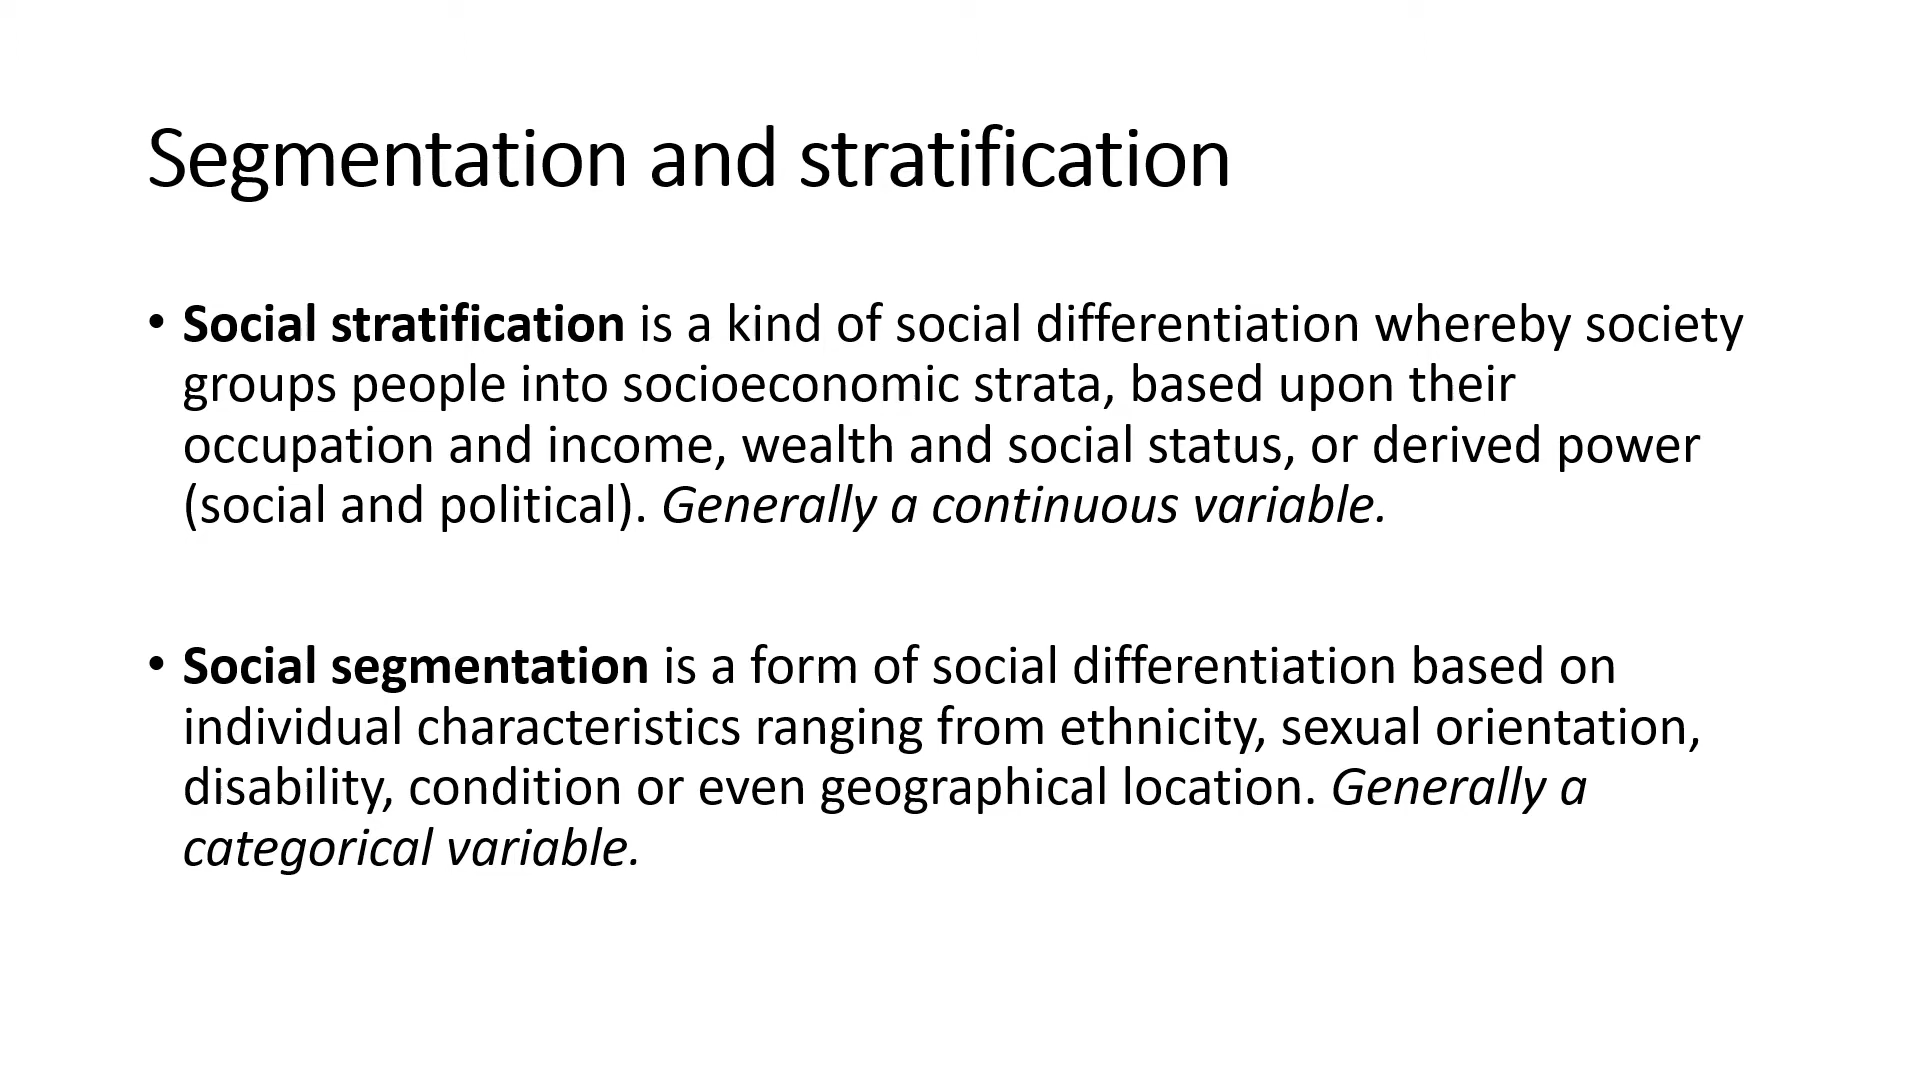 Segmentation and stratification
• Social stratification is a kind of social differentiation whereby society
groups people into socioeconomic strata, based upon their
occupation and income, wealth and social status, or derived power
(social and political). Generally a continuous variable.
• Social segmentation is a form of social differentiation based on
individual characteristics ranging from ethnicity, sexual orientation,
disability, condition or even geographical location. Generally a
categorical variable.